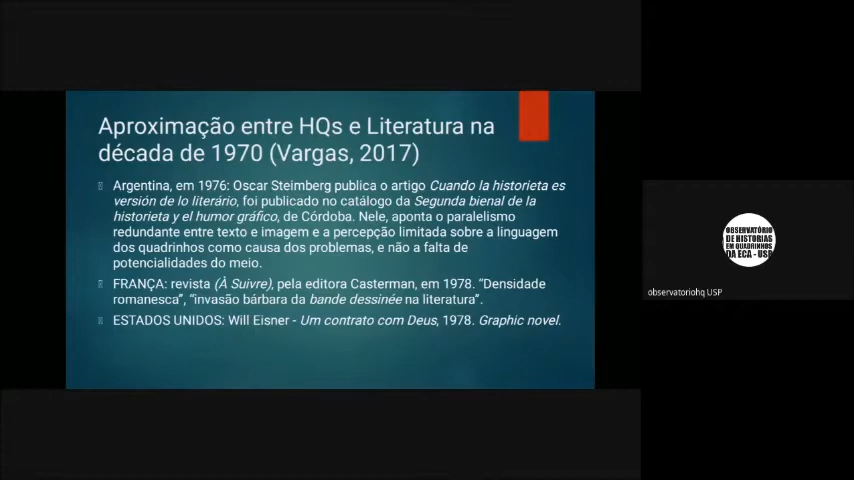 Aproximação entre HQs e Literatura na
década de 1970 (Vargas, 2017)
Argentina, em 1976: Oscar Steimberg publica o artigo Cuando la historieta es
versión de lo literário, foi publicado no catálogo da Segunda bienal de la
historieta y el humor gráfico, de Córdoba. Nele, aponta o paralelismo
redundante entre texto e imagem e a percepção limitada sobre a linguagem
dos quadrinhos como causa dos problemas, e não a falta de
potencialidades do meio.
FRANÇA: revista (À Suivre), pela editora Casterman, em 1978. “Densidade
romanesca”, “invasão bárbara da bande dessinée na literatura”.
ESTADOS UNIDOS: Will Eisner - Um contrato com Deus, 1978. Graphic novel.
OBSERVATÓRIO
DE HISTORIAS
EM QUADRINHOS
DA ECA - USP
observatoriohq USP